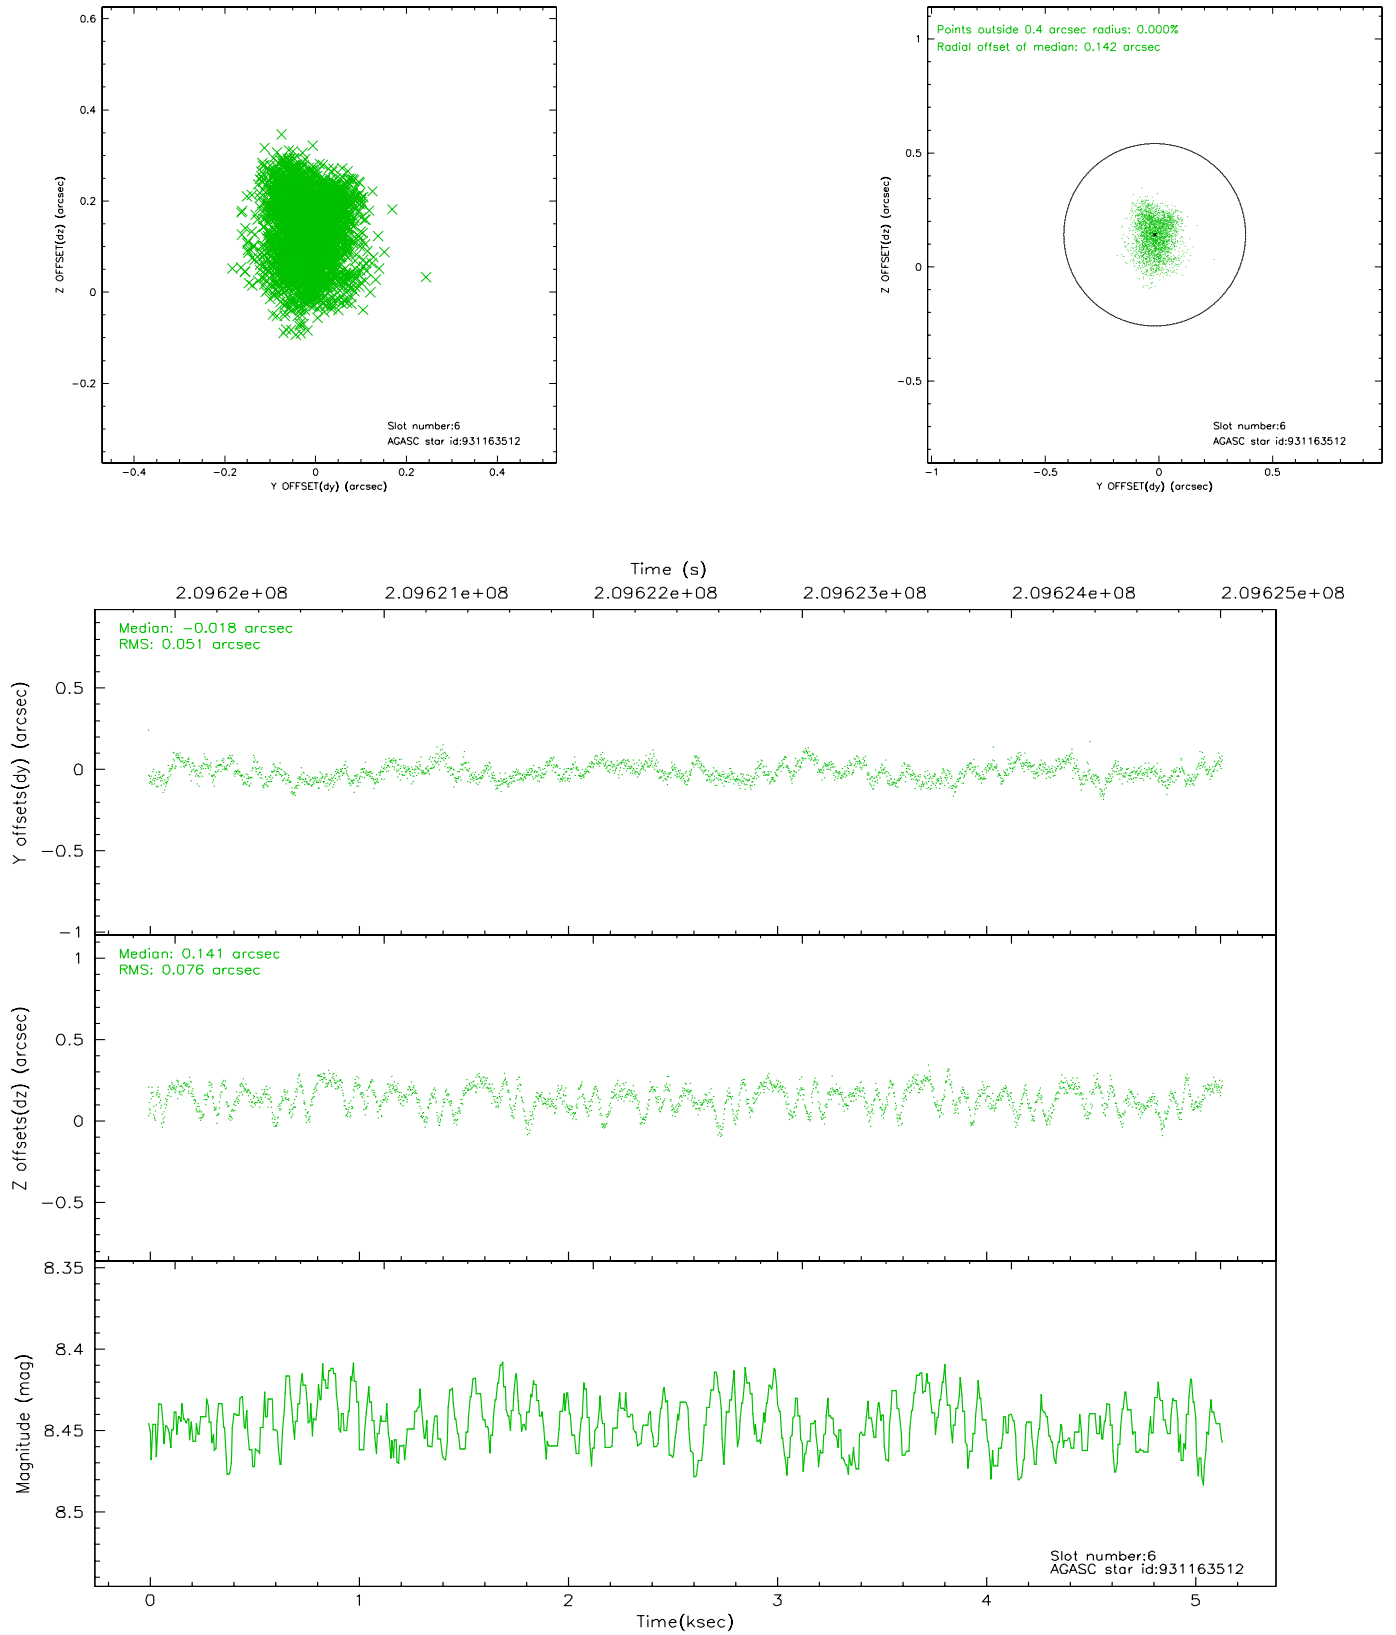 0.6
0.4
0.2
0
−0.2
Z OFFSET(dz) (arcsec)
Slot number:6
AGASC star id:931163512
−0.4 −0.2 0 0.2 0.4
Y OFFSET(dy) (arcsec)
Points outside 0.4 arcsec radius: 0.000%
Radial offset of median: 0.142 arcsec
1
0.5
0
−0.5
Z OFFSET(dz) (arcsec)
Slot number:6
AGASC star id:931163512
−1 −0.5 0 0.5
Y OFFSET(dy) (arcsec)
Time (s)
2.0962e+08 2.09621e+08 2.09622e+08 2.09623e+08 2.09624e+08 2.09625e+08
Median: −0.018 arcsec
RMS: 0.051 arcsec
0.5
0
−0.5
−1
Y offsets(dy) (arcsec)
Median: 0.141 arcsec
RMS: 0.076 arcsec
1
0.5
0
−0.5
Z offsets(dz) (arcsec)
8.35
8.4
8.45
8.5
Magnitude (mag)
Slot number:6
AGASC star id:931163512
0 1 2 3 4 5
Time(ksec)